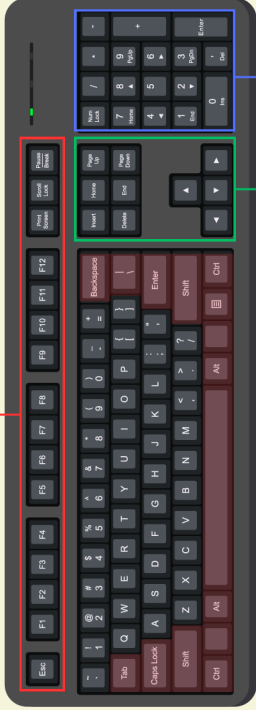 Esc F1 F2 F3 F4 F5 F6 F7 F8 F9 F10 F11 F12 Print Screen Scroll Lock Pause Break
~ ` ! 1 @ 2 # 3 $ 4 % 5 ^ 6 & 7 * 8 ( 9 ) 0 _ - + = Backspace Insert Home Page Up Num Lock / * -
Tab Q W E R T Y U I O P { [ } ] | \ Delete End Page Down 7 Home 8 ▲ 9 PgUp +
Caps Lock A S D F G H J K L : ; " ' Enter 4 ◄ 5 6 ►
Shift Z X C V B N M < , > . ? / Shift ▲ 1 End 2 ▼ 3 PgDn Enter
Ctrl Alt Alt Ctrl ◄ ▼ ► 0 Ins . Del